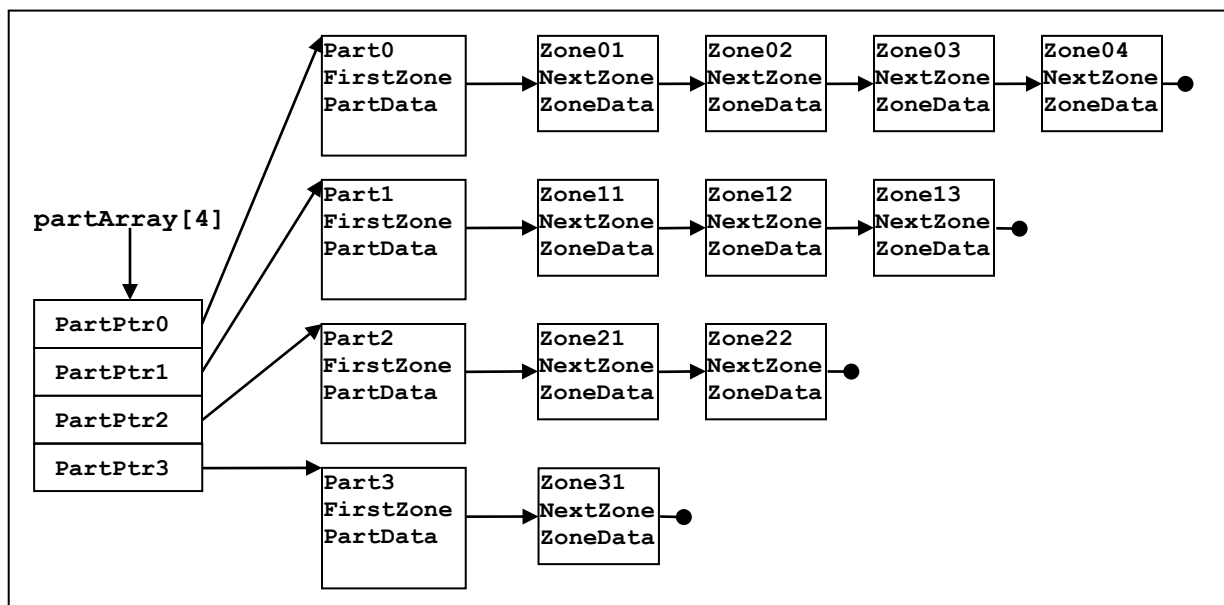 Part0
FirstZone
PartData
Zone01
NextZone
ZoneData
Zone02
NextZone
ZoneData
Zone03
NextZone
ZoneData
Zone04
NextZone
ZoneData
Part1
FirstZone
PartData
Zone11
NextZone
ZoneData
Zone12
NextZone
ZoneData
Zone13
NextZone
ZoneData
partArray[4]
PartPtr0
PartPtr1
PartPtr2
PartPtr3
Part2
FirstZone
PartData
Zone21
NextZone
ZoneData
Zone22
NextZone
ZoneData
Part3
FirstZone
PartData
Zone31
NextZone
ZoneData